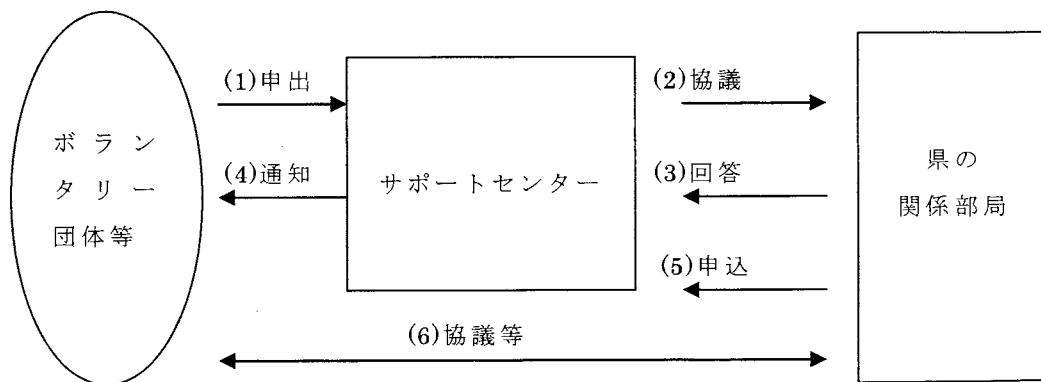 ボラン
タリー
団体等
(1)申出
(4)通知
サポートセンター
(2)協議
(3)回答
(5)申込
(6)協議等
県の
関係部局